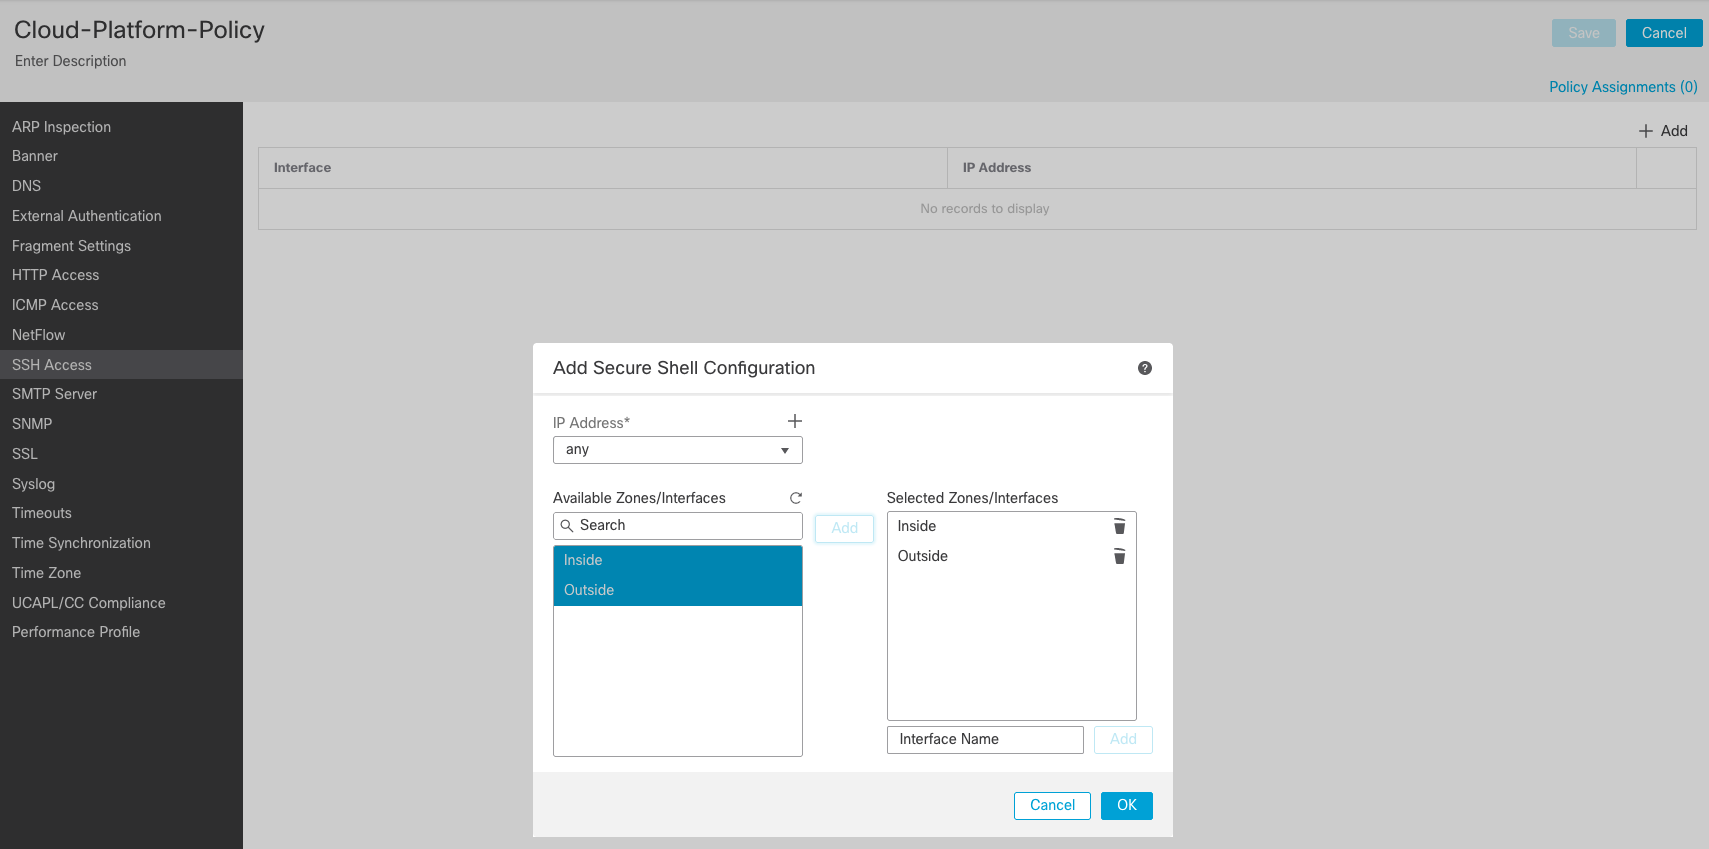 Cloud-Platform-Policy
Enter Description
Save
Cancel
Policy Assignments (0)
ARP Inspection
Banner
DNS
External Authentication
Fragment Settings
HTTP Access
ICMP Access
NetFlow
SSH Access
SMTP Server
SNMP
SSL
Syslog
Timeouts
Time Synchronization
Time Zone
UCAPL/CC Compliance
Performance Profile
+ Add
Interface
IP Address
No records to display
Add Secure Shell Configuration
?
IP Address*
+
any
Available Zones/Interfaces
Search
Inside
Outside
Add
Selected Zones/Interfaces
Inside
Outside
Interface Name
Add
Cancel
OK